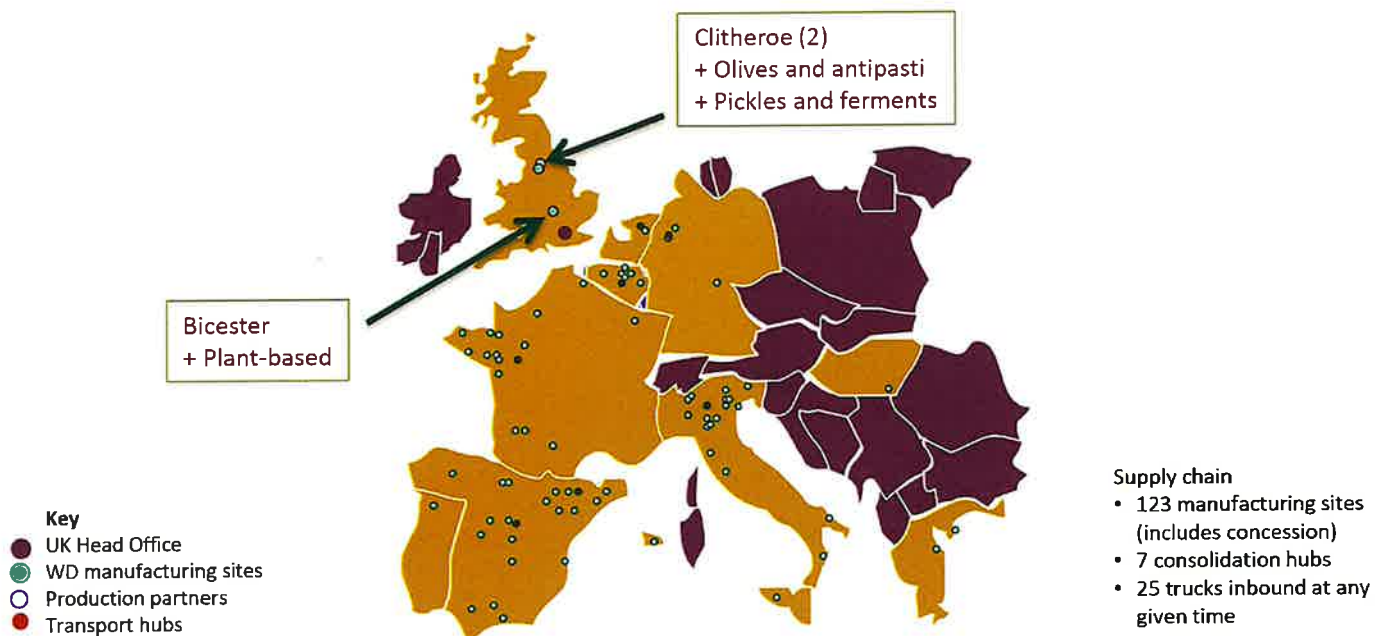 Clitheroe (2)
+ Olives and antipasti
+ Pickles and ferments
Bicester
+ Plant-based
Key
UK Head Office
WD manufacturing sites
Production partners
Transport hubs
Supply chain
• 123 manufacturing sites
(includes concession)
• 7 consolidation hubs
• 25 trucks inbound at any
given time